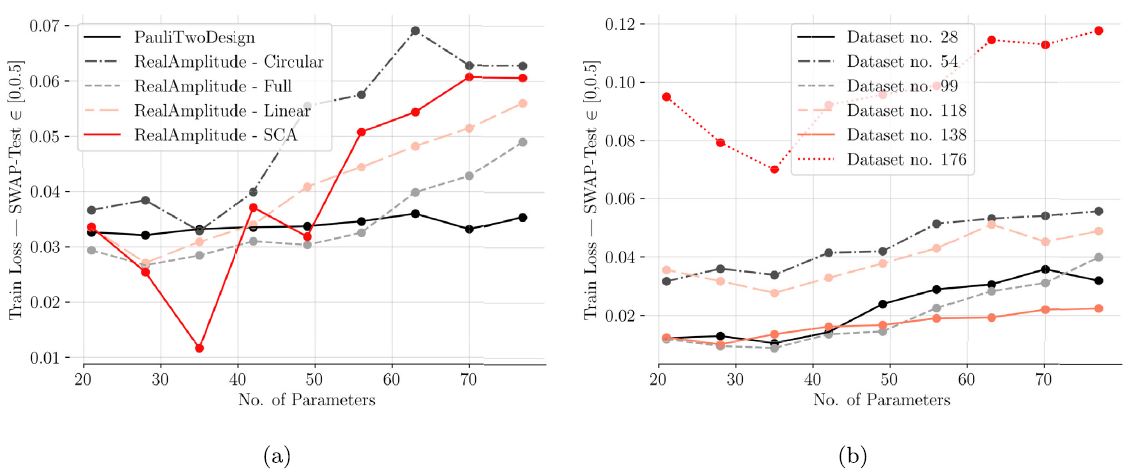 0.07
0.06
0.05
0.04
0.03
0.02
0.01
20
30
40
50
60
70
Train Loss — SWAP-Test ∈ [0,0.5]
No. of Parameters
PauliTwoDesign
RealAmplitude - Circular
RealAmplitude - Full
RealAmplitude - Linear
RealAmplitude - SCA
(a)
0.12
0.10
0.08
0.06
0.04
0.02
20
30
40
50
60
70
Train Loss — SWAP-Test ∈ [0,0.5]
No. of Parameters
Dataset no. 28
Dataset no. 54
Dataset no. 99
Dataset no. 118
Dataset no. 138
Dataset no. 176
(b)